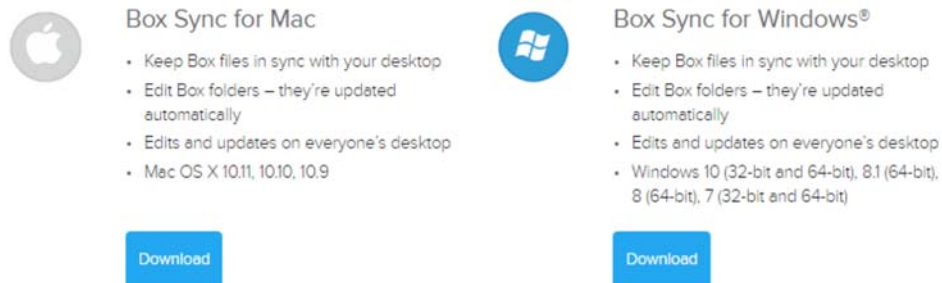 Box Sync for Mac
• Keep Box files in sync with your desktop
• Edit Box folders – they're updated
automatically
• Edits and updates on everyone's desktop
• Mac OS X 10.11, 10.10, 10.9
Download
Box Sync for Windows®
• Keep Box files in sync with your desktop
• Edit Box folders – they're updated
automatically
• Edits and updates on everyone's desktop
• Windows 10 (32-bit and 64-bit), 8.1 (64-bit),
8 (64-bit), 7 (32-bit and 64-bit)
Download